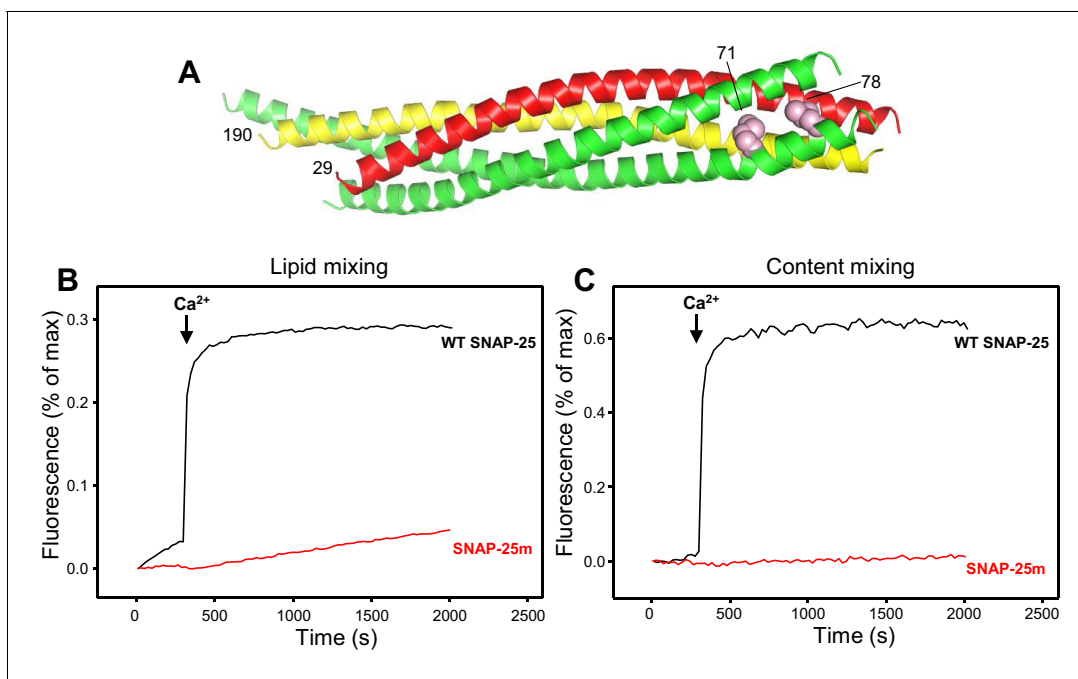 A
71
78
190
29
B
Lipid mixing
Ca²⁺
0.3
WT SNAP-25
0.2
0.1
SNAP-25m
0.0
Fluorescence (% of max)
0 500 1000 1500 2000 2500
Time (s)
C
Content mixing
Ca²⁺
0.6
WT SNAP-25
0.4
0.2
0.0
SNAP-25m
Fluorescence (% of max)
0 500 1000 1500 2000 2500
Time (s)